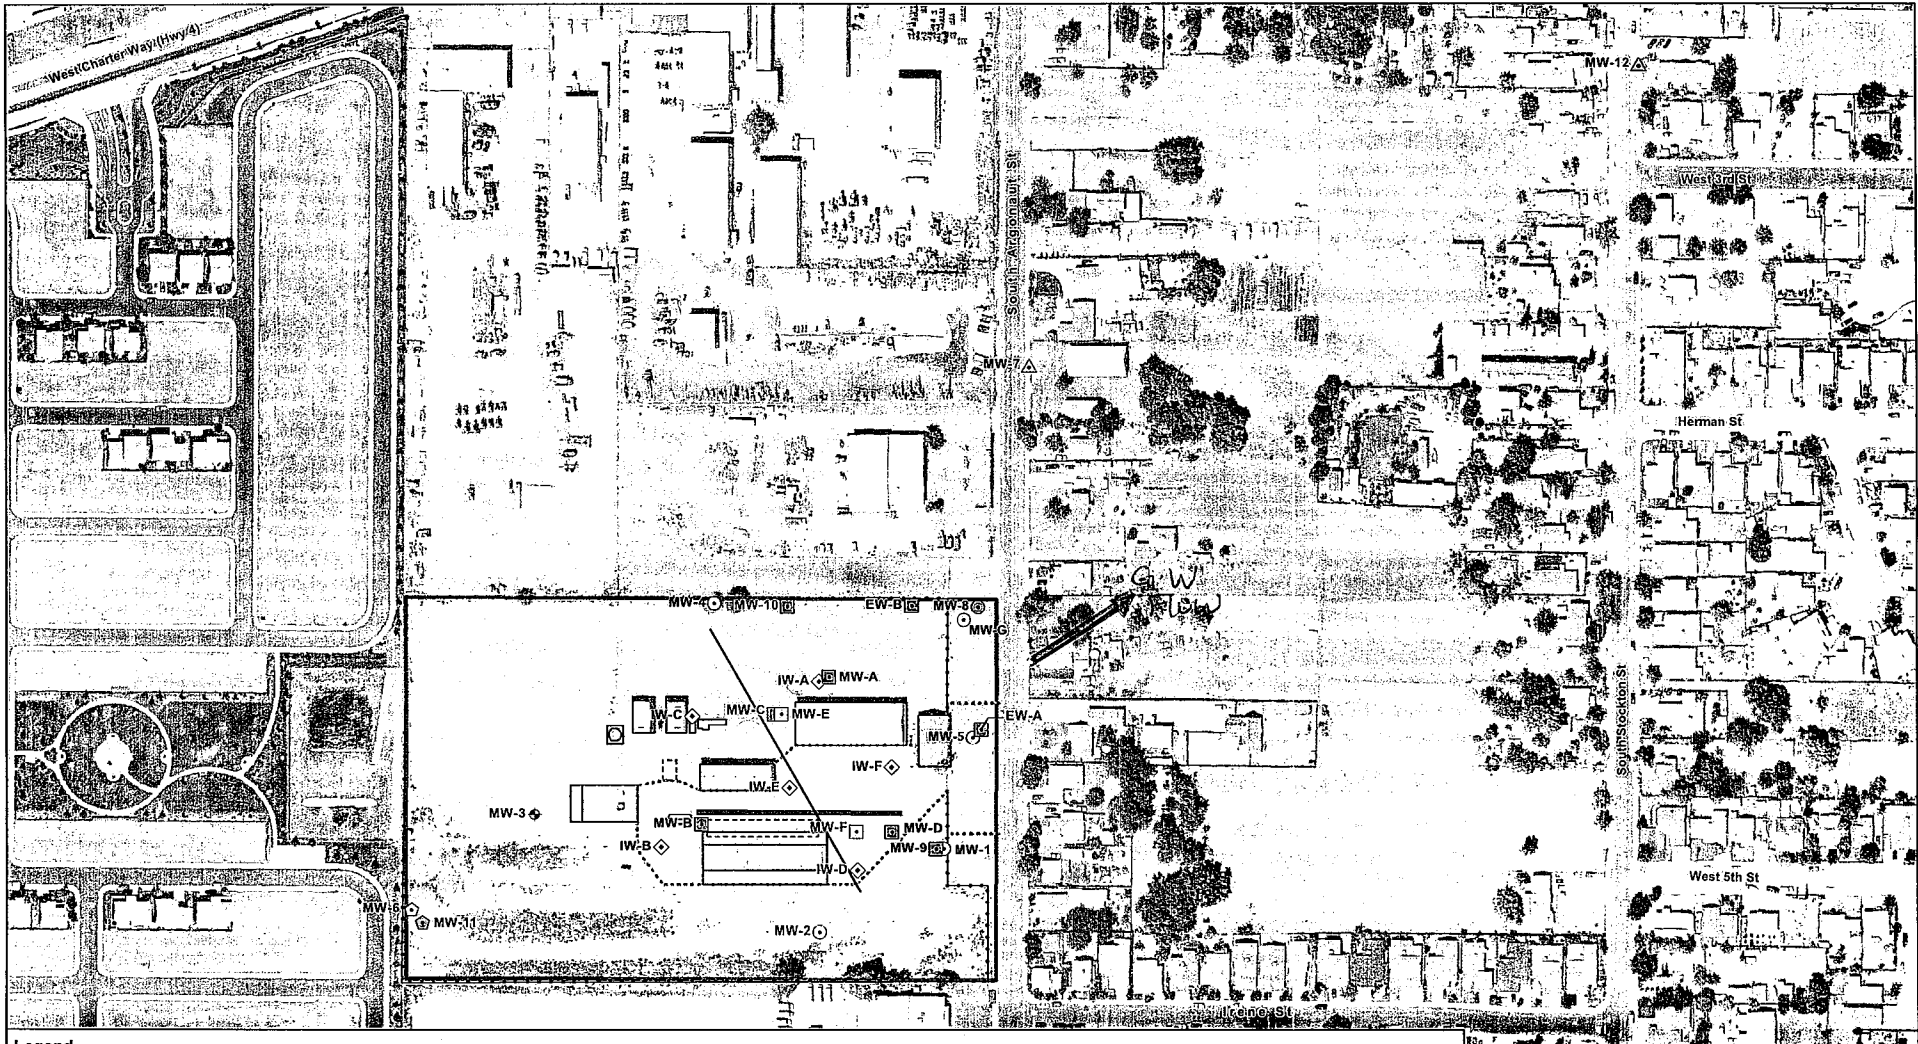 West Charter Way (Hwy 4)
MW-12
South Argonaut St
West 3rd St
MW-7
Herman St
G.W
Flow
MW-4
MW-10
EW-B
MW-8
MW-G
IW-A
MW-A
IW-C
MW-C
MW-E
EW-A
MW-5
South Stockton St
IW-F
IW-E
MW-3
MW-B
MW-F
MW-D
IW-B
MW-9
MW-1
IW-D
West 5th St
MW-6
MW-11
MW-2
Legend